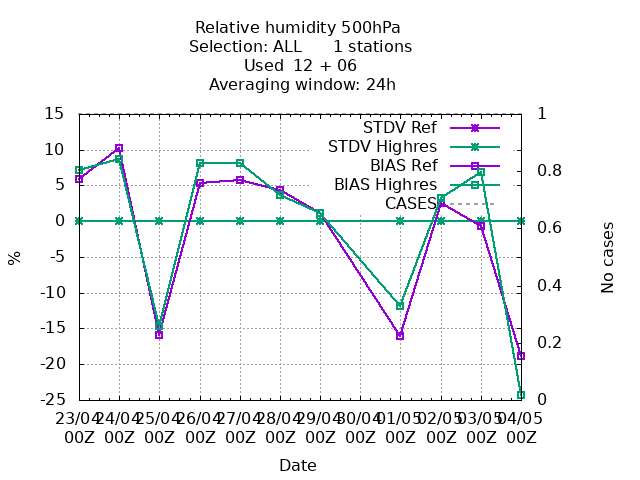 Relative humidity 500hPa
Selection: ALL 1 stations
Used 12 + 06
Averaging window: 24h
15
10
5
0
-5
-10
-15
-20
-25
%
1
0.8
0.6
0.4
0.2
0
No cases
STDV Ref
STDV Highres
BIAS Ref
BIAS Highres
CASES
23/04 24/04 25/04 26/04 27/04 28/04 29/04 30/04 01/05 02/05 03/05 04/05
00Z 00Z 00Z 00Z 00Z 00Z 00Z 00Z 00Z 00Z 00Z 00Z
Date